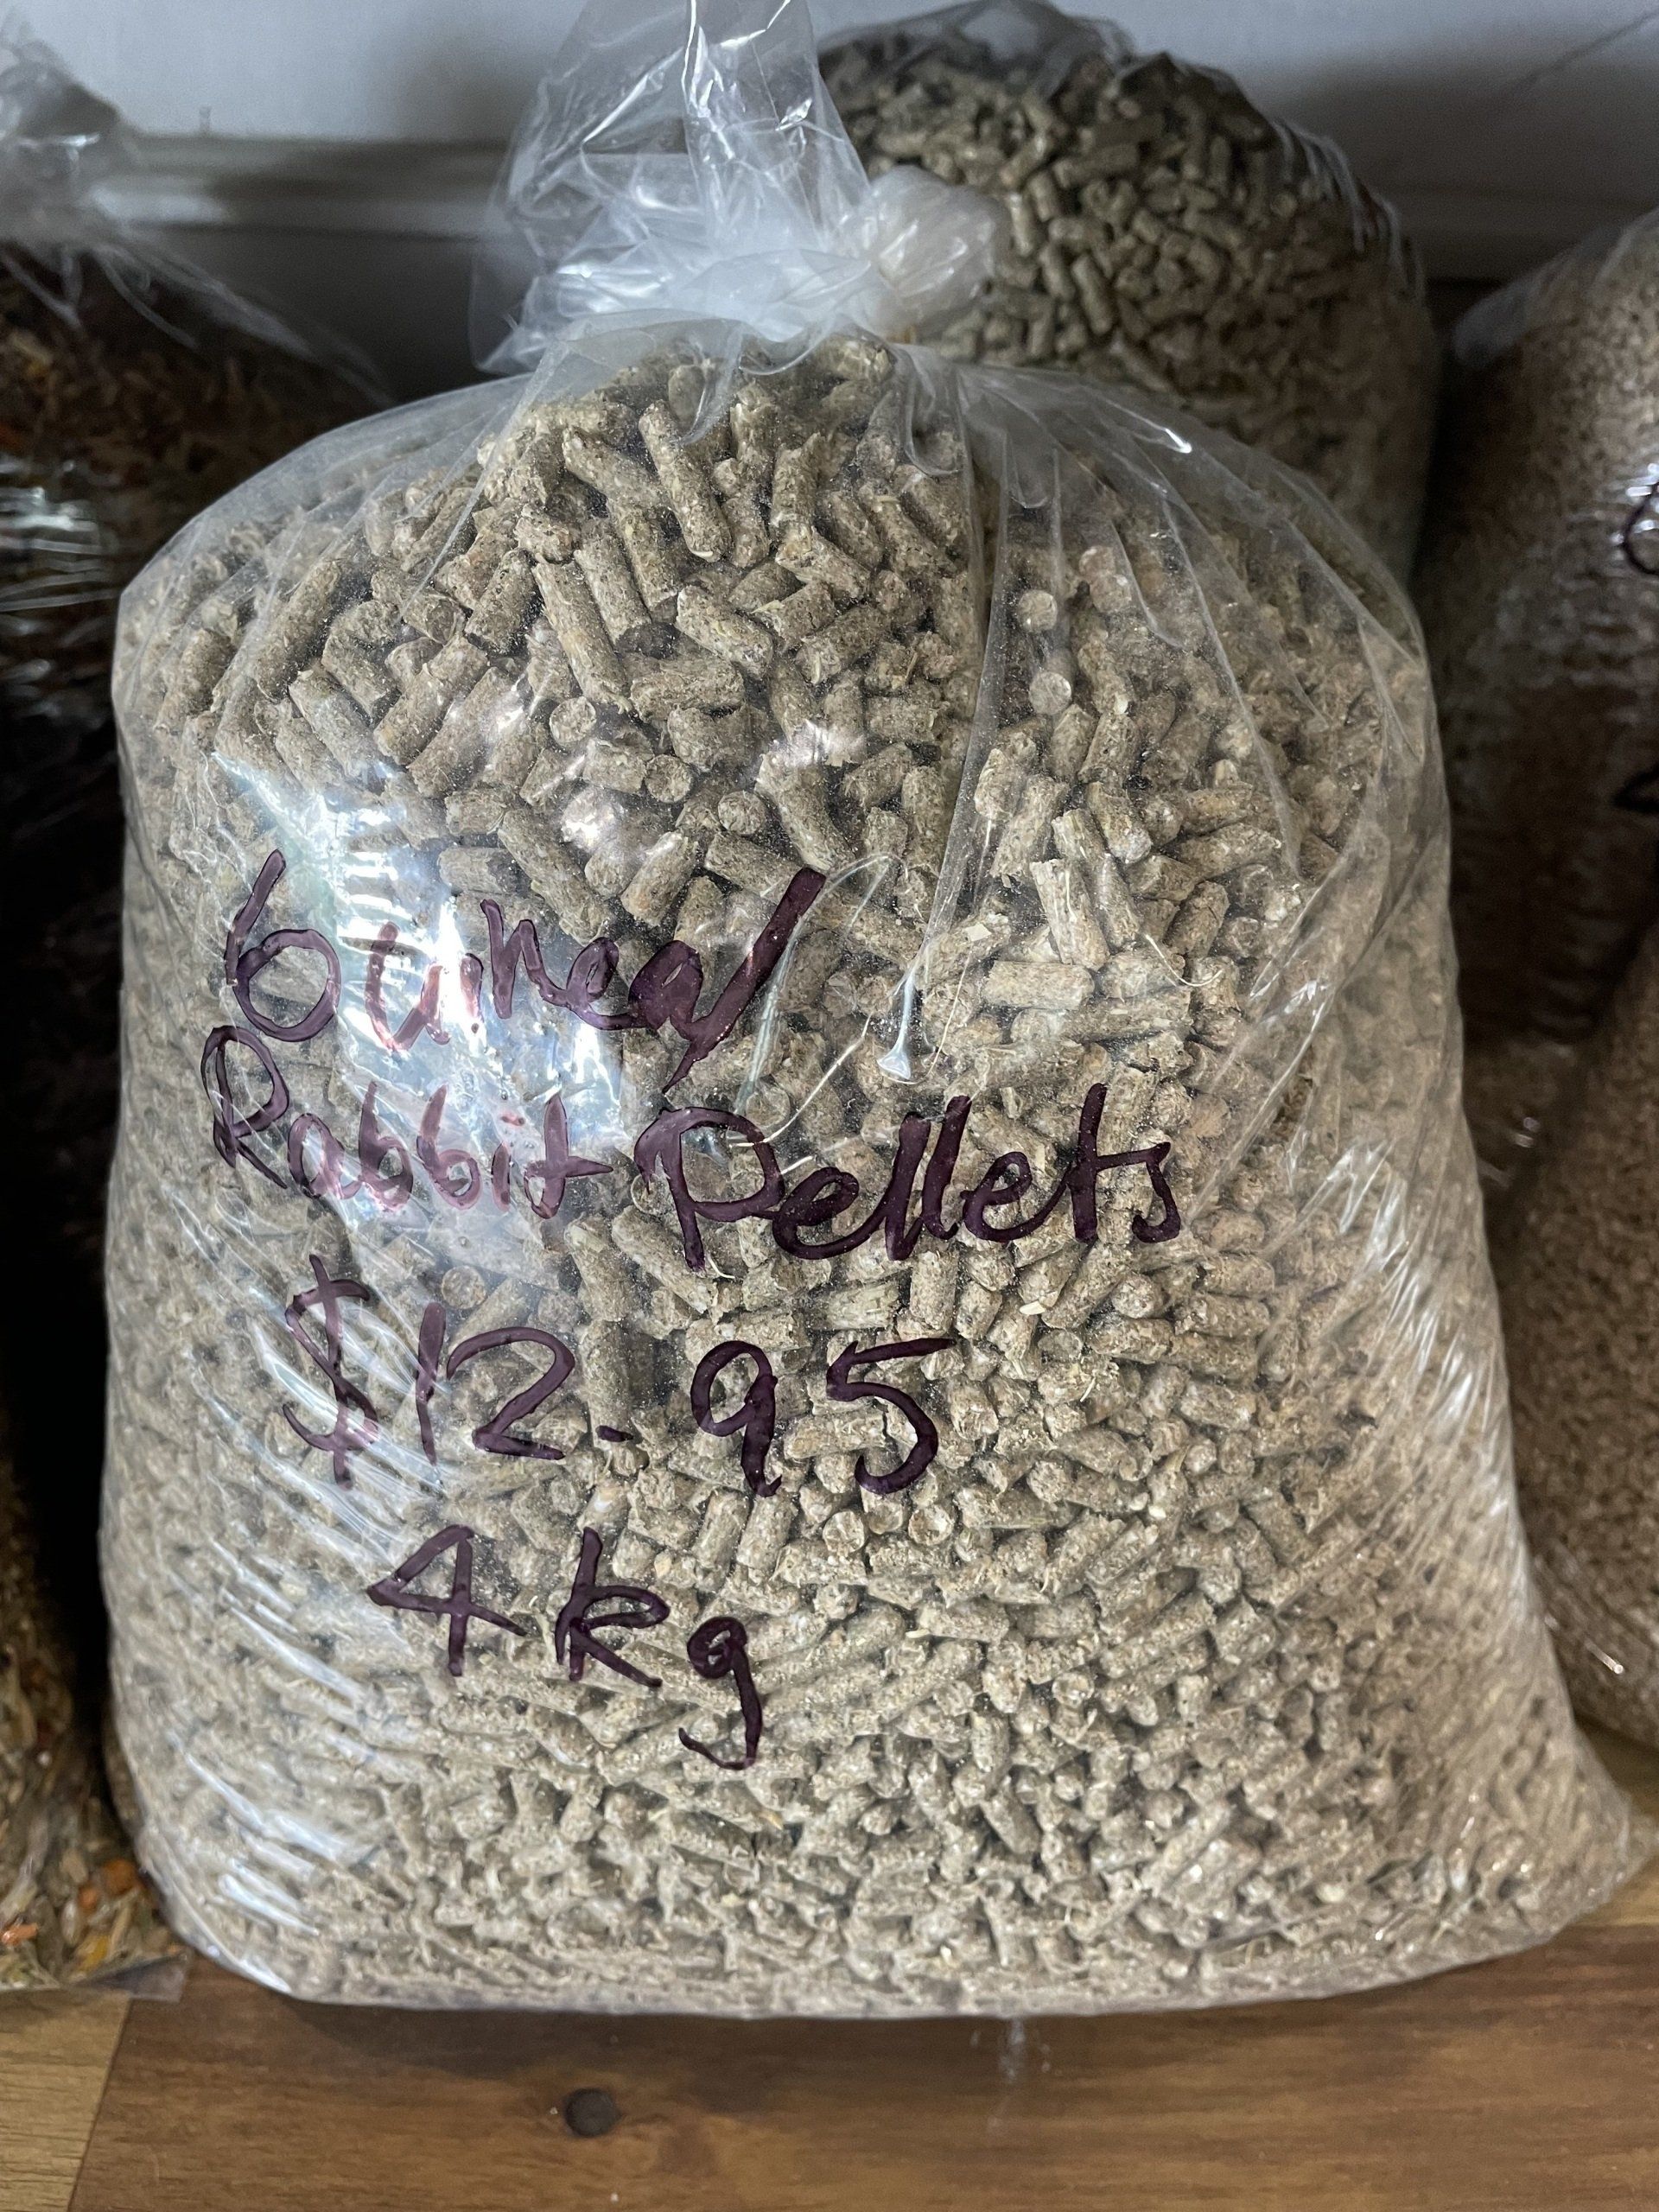 Guinea/
Rabbit Pellets
$12.95
4kg